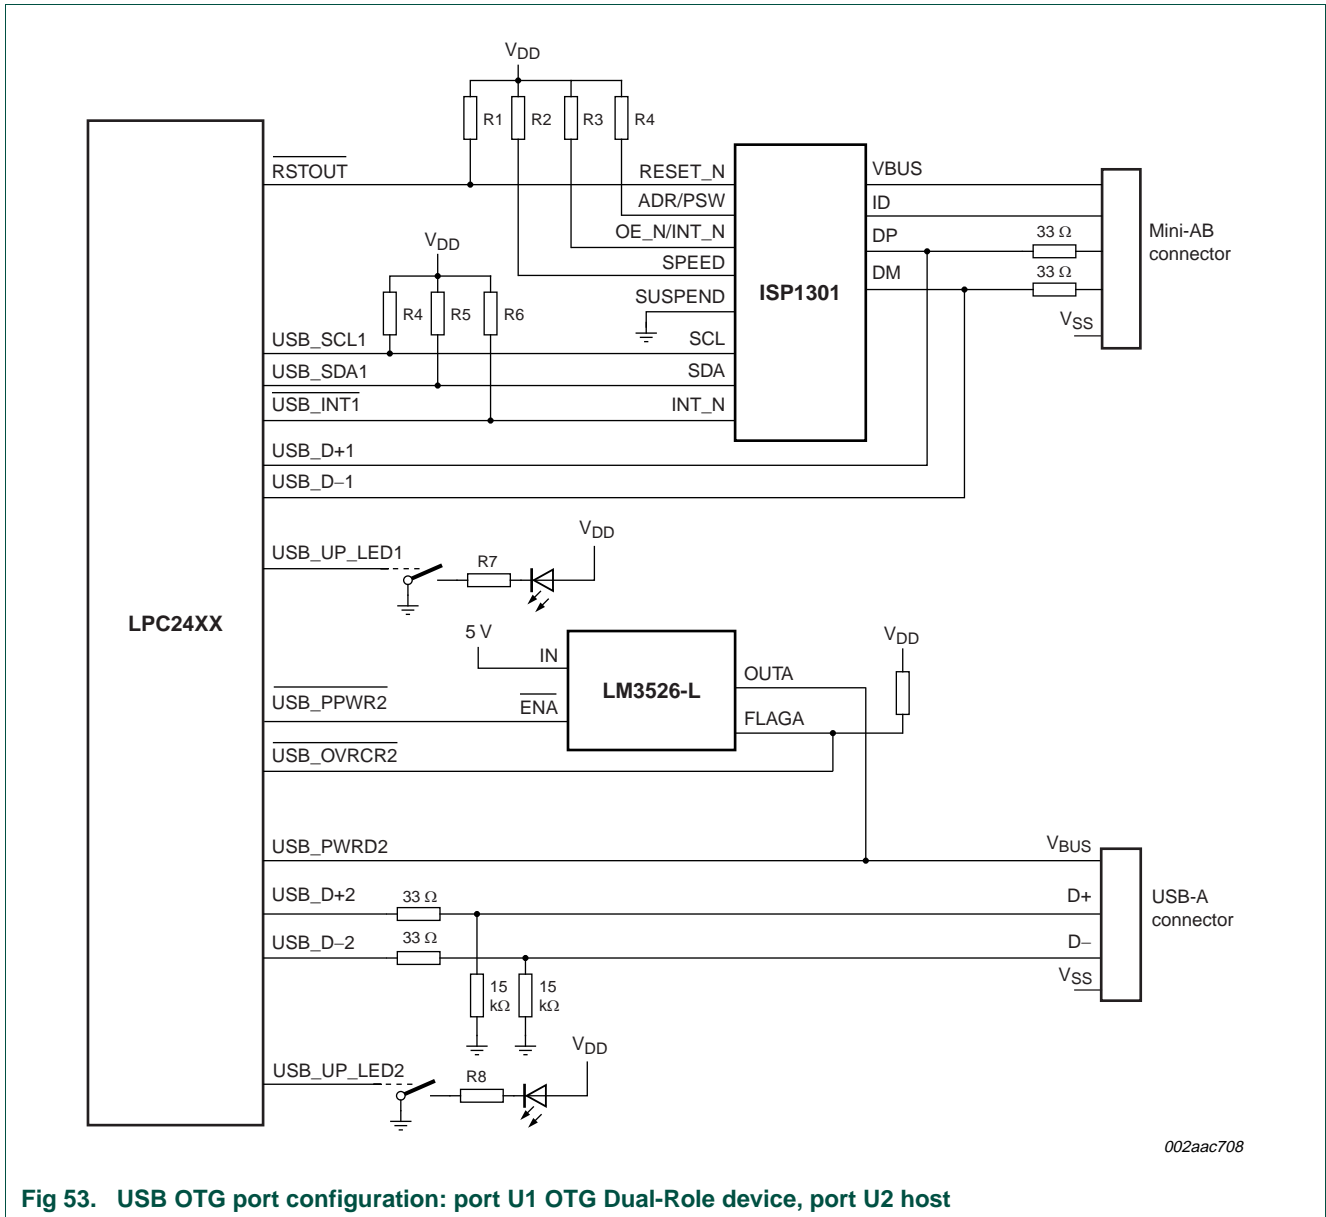 VDD
R1 R2 R3 R4
RSTOUT
RESET_N
VBUS
ADR/PSW
ID
OE_N/INT_N
DP
33 Ω
Mini-AB
connector
VDD
SPEED
DM
33 Ω
SUSPEND
ISP1301
R4 R5 R6
VSS
USB_SCL1
SCL
USB_SDA1
SDA
USB_INT1
INT_N
USB_D+1
USB_D−1
VDD
USB_UP_LED1
R7
LPC24XX
5 V
IN
VDD
LM3526-L
OUTA
USB_PPWR2
ENA
FLAGA
USB_OVRCR2
USB_PWRD2
VBUS
USB_D+2
33 Ω
D+
USB-A
connector
USB_D−2
33 Ω
D−
VSS
15
kΩ
15
kΩ
VDD
USB_UP_LED2
R8
002aac708
Fig 53. USB OTG port configuration: port U1 OTG Dual-Role device, port U2 host